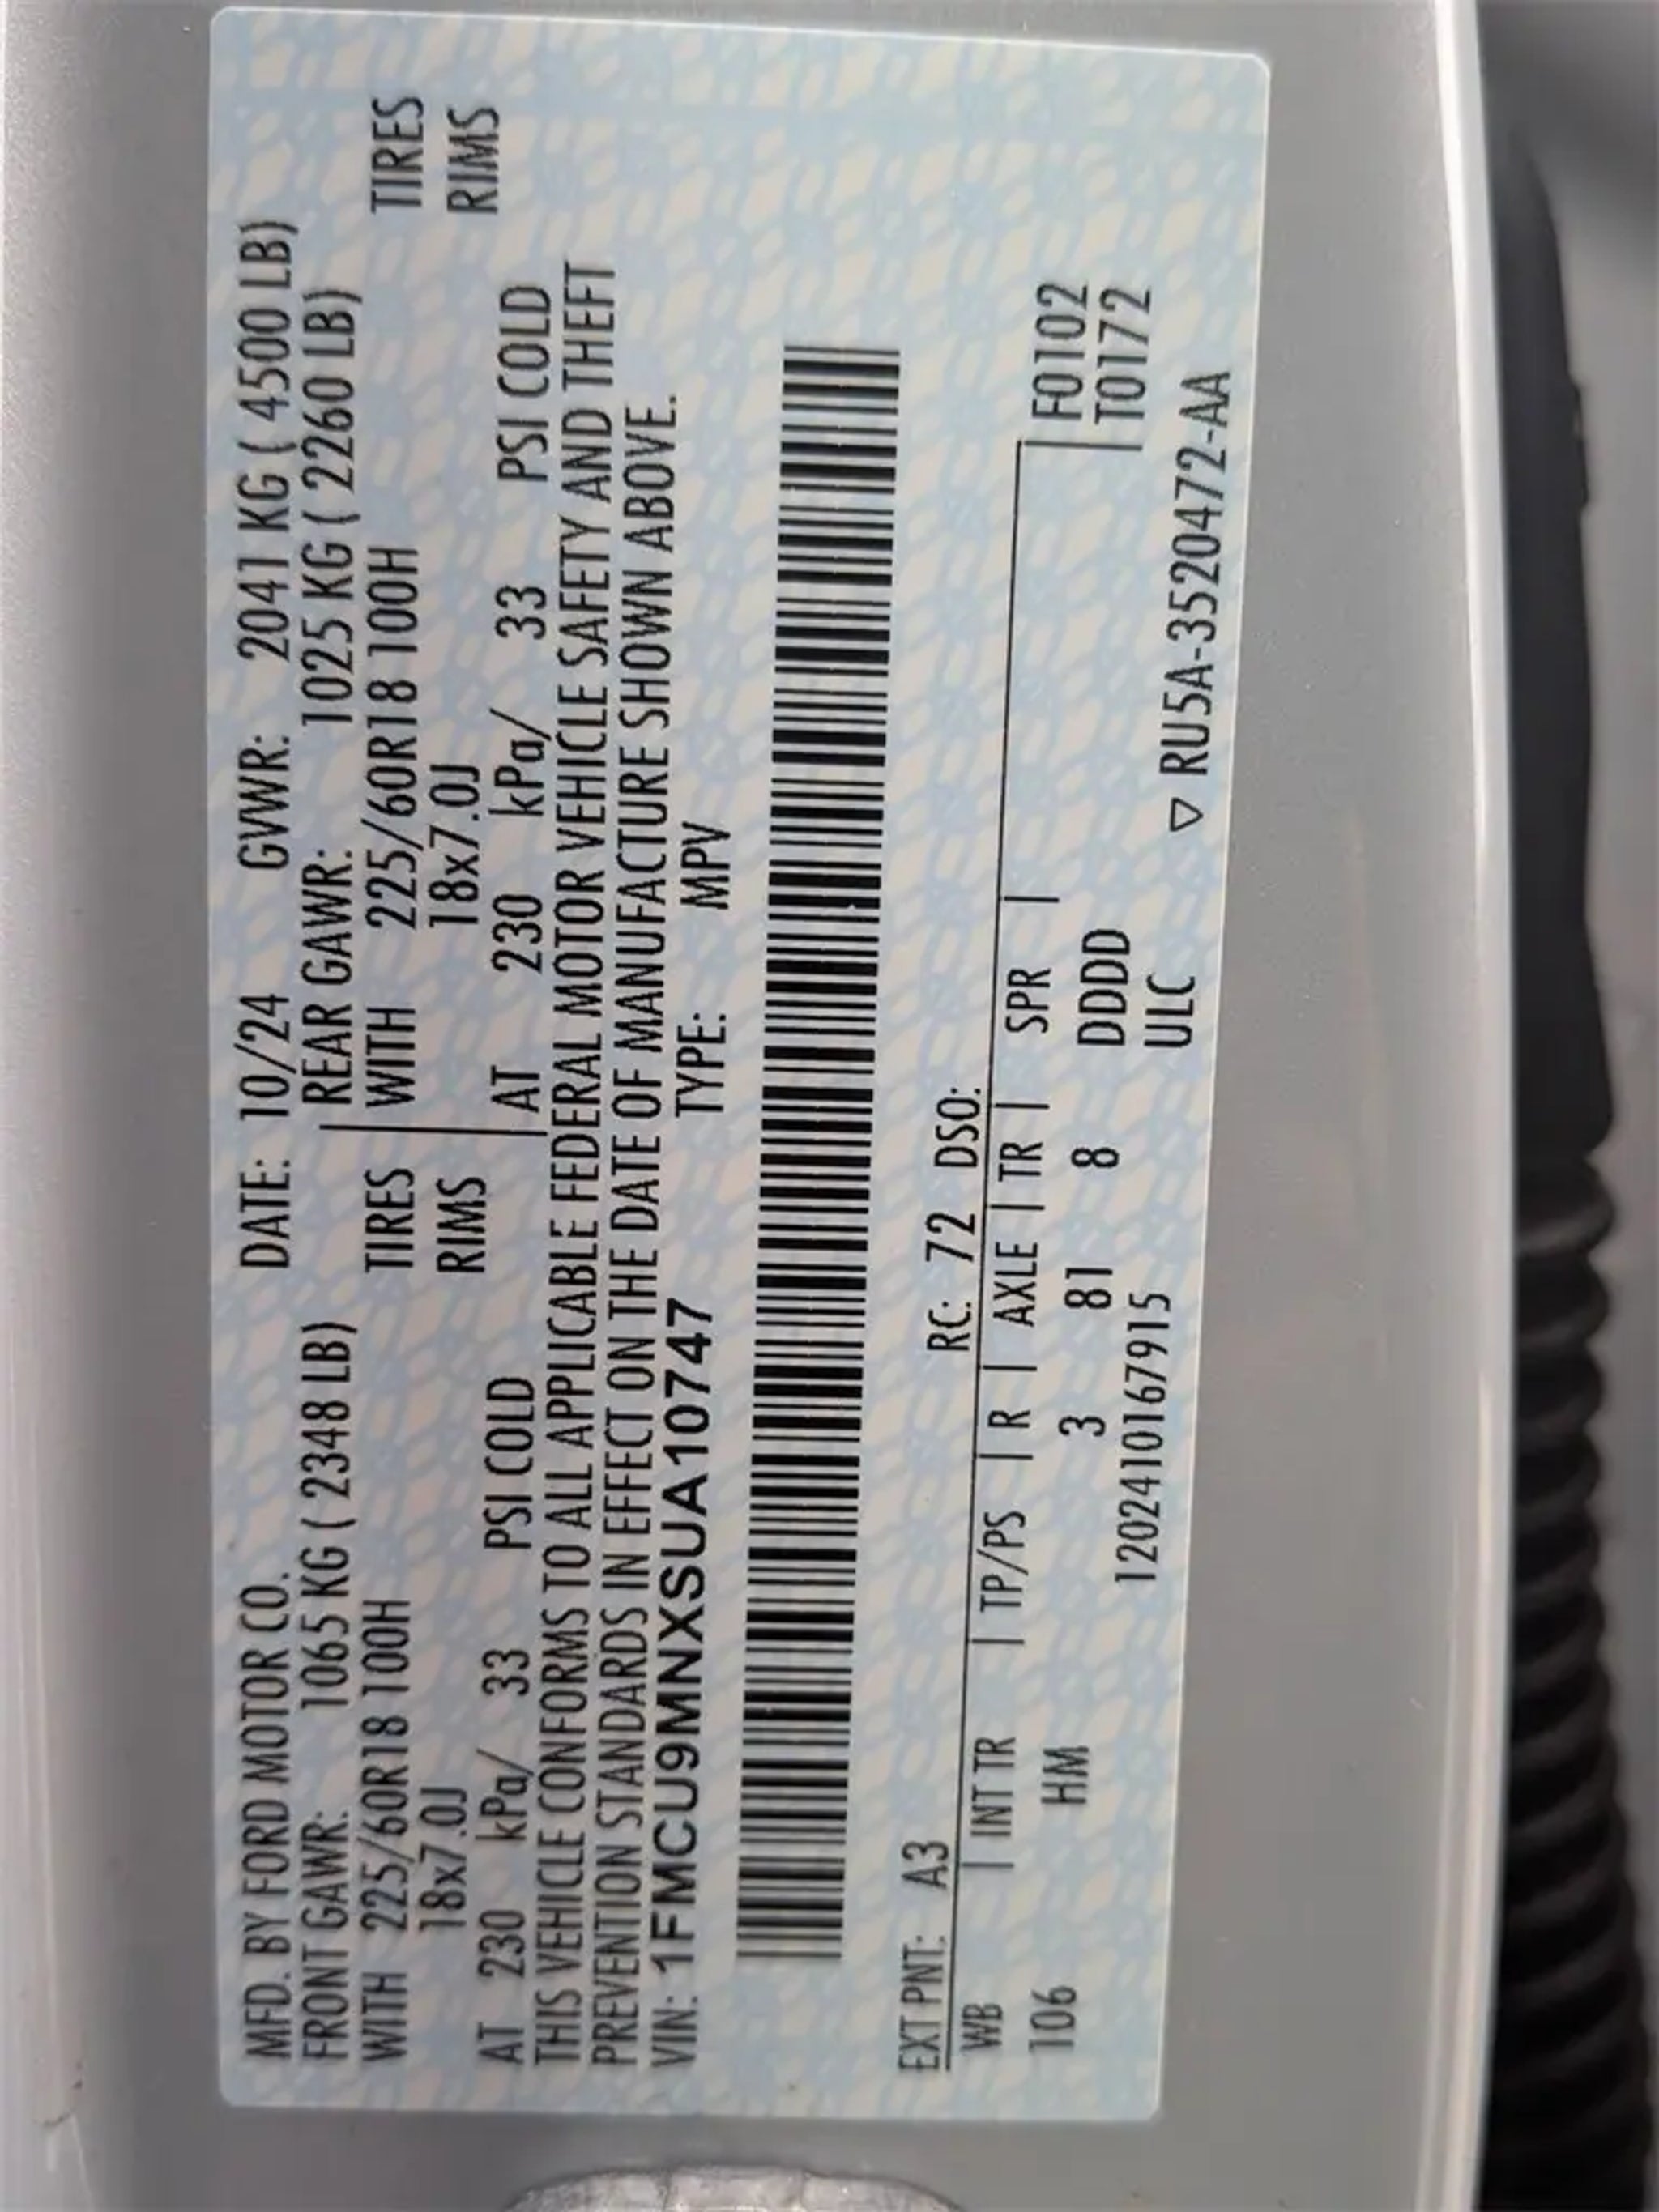 MFD. BY FORD MOTOR CO. DATE: 10/24 GVWR: 2041 KG ( 4500 LB)
FRONT GAWR: 1065 KG ( 2348 LB) REAR GAWR: 1025 KG ( 2260 LB)
WITH 225/60R18 100H TIRES WITH 225/60R18 100H TIRES
18x7.0J RIMS 18x7.0J RIMS
AT 230 kPa/ 33 PSI COLD AT 230 kPa/ 33 PSI COLD
THIS VEHICLE CONFORMS TO ALL APPLICABLE FEDERAL MOTOR VEHICLE SAFETY AND THEFT
PREVENTION STANDARDS IN EFFECT ON THE DATE OF MANUFACTURE SHOWN ABOVE.
VIN: 1FMCU9MNXSUA10747 TYPE: MPV
EXT PNT: A3 RC: 72 DSO:
WB | INT TR | TP/PS | R | AXLE | TR | SPR | F0102
106 HM 3 81 8 DDDD T0172
1202410167915 ULC ▽ RU5A-3520472-AA